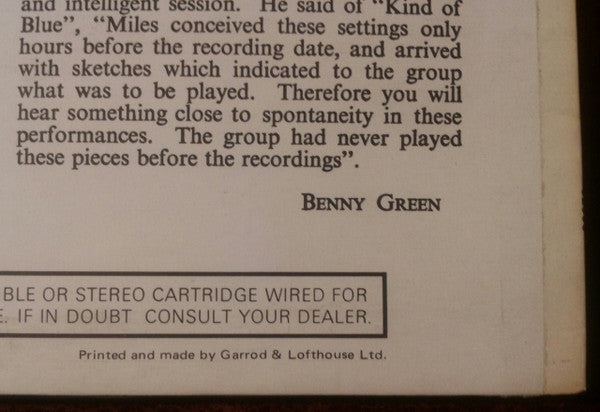 and intelligent session. He said of "Kind of
Blue", "Miles conceived these settings only
hours before the recording date, and arrived
with sketches which indicated to the group
what was to be played. Therefore you will
hear something close to spontaneity in these
performances. The group had never played
these pieces before the recordings".
BENNY GREEN
BLE OR STEREO CARTRIDGE WIRED FOR
E. IF IN DOUBT CONSULT YOUR DEALER.
Printed and made by Garrod & Lofthouse Ltd.